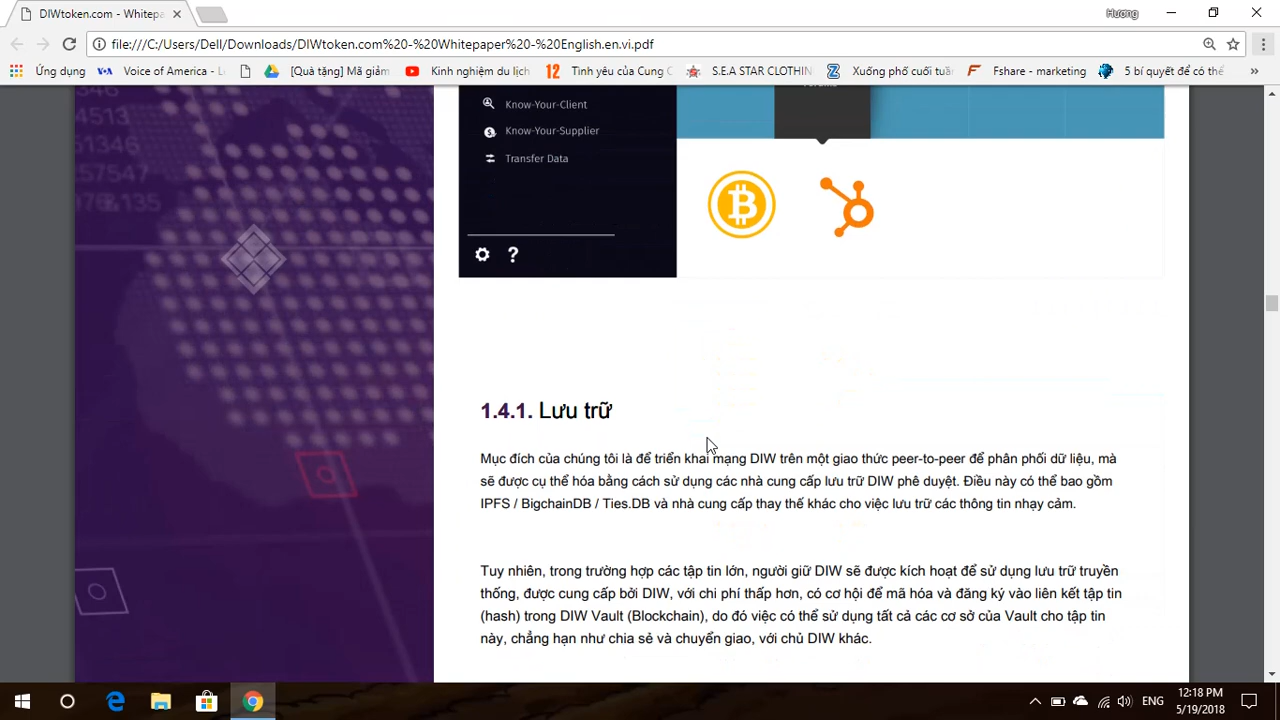 DIWtoken.com - Whitepa
Hương
file:///C:/Users/Dell/Downloads/DIWtoken.com%20-%20Whitepaper%20-%20English.en.vi.pdf
Ứng dụng
VOA
Voice of America - L
[Quà tặng] Mã giảm
Kinh nghiệm du lịch
12
Tình yêu của Cung C
S.E.A STAR CLOTHIN
Z
Xuống phố cuối tuần
F
Fshare - marketing
5 bí quyết để có thể
»
4513
5134
57547
Know-Your-Client
Know-Your-Supplier
Transfer Data
?
1.4.1. Lưu trữ
Mục đích của chúng tôi là để triển khai mạng DIW trên một giao thức peer-to-peer để phân phối dữ liệu, mà
sẽ được cụ thể hóa bằng cách sử dụng các nhà cung cấp lưu trữ DIW phê duyệt. Điều này có thể bao gồm
IPFS / BigchainDB / Ties.DB và nhà cung cấp thay thế khác cho việc lưu trữ các thông tin nhạy cảm.
Tuy nhiên, trong trường hợp các tập tin lớn, người giữ DIW sẽ được kích hoạt để sử dụng lưu trữ truyền
thống, được cung cấp bởi DIW, với chi phí thấp hơn, có cơ hội để mã hóa và đăng ký vào liên kết tập tin
(hash) trong DIW Vault (Blockchain), do đó việc có thể sử dụng tất cả các cơ sở của Vault cho tập tin
này, chẳng hạn như chia sẻ và chuyển giao, với chủ DIW khác.
ENG
12:18 PM
5/19/2018